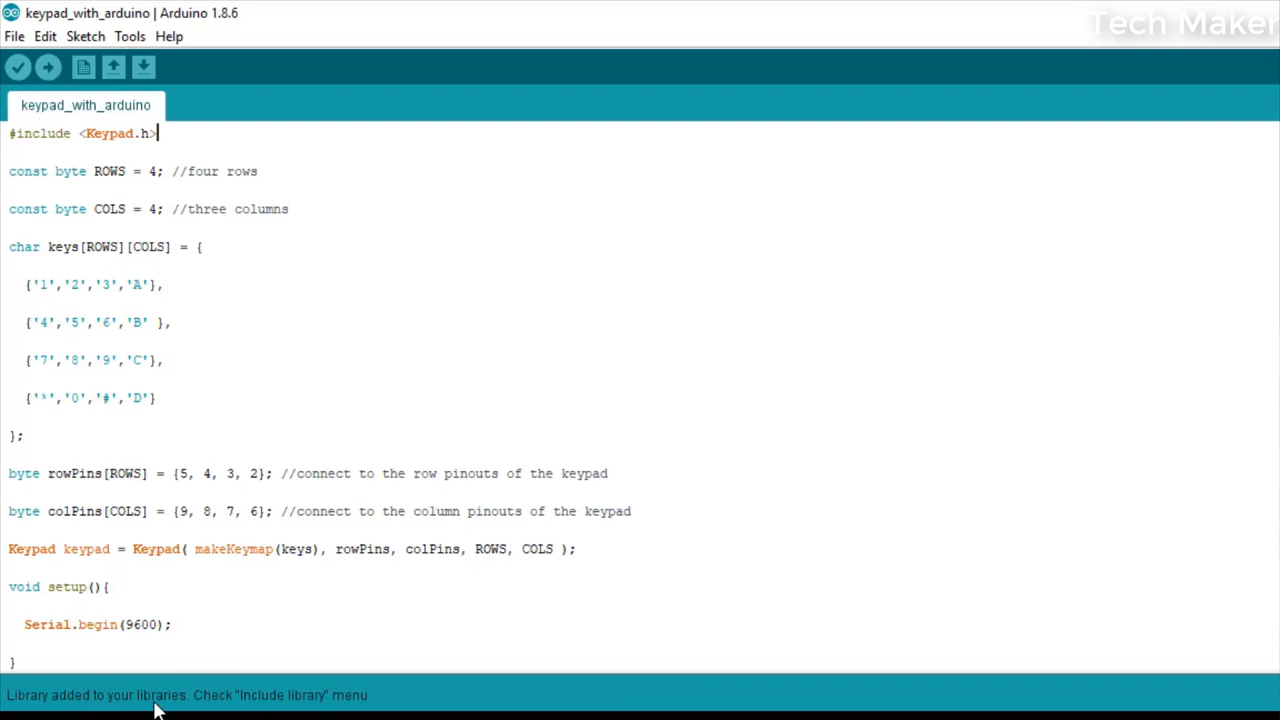 keypad_with_arduino | Arduino 1.8.6
Tech Maker
File Edit Sketch Tools Help
keypad_with_arduino
#include <Keypad.h>
const byte ROWS = 4; //four rows
const byte COLS = 4; //three columns
char keys[ROWS][COLS] = {
{'1','2','3','A'},
{'4','5','6','B' },
{'7','8','9','C'},
{'*','0','#','D'}
};
byte rowPins[ROWS] = {5, 4, 3, 2}; //connect to the row pinouts of the keypad
byte colPins[COLS] = {9, 8, 7, 6}; //connect to the column pinouts of the keypad
Keypad keypad = Keypad( makeKeymap(keys), rowPins, colPins, ROWS, COLS );
void setup(){
Serial.begin(9600);
}
Library added to your libraries. Check "Include library" menu